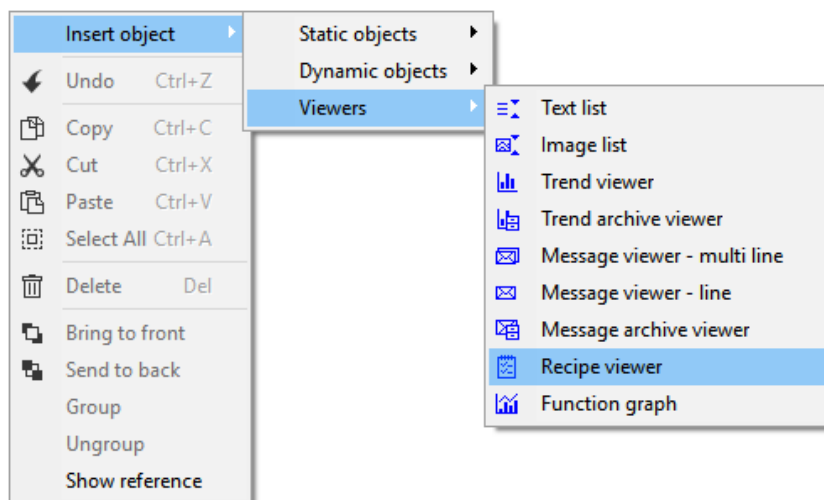 Insert object
Undo Ctrl+Z
Copy Ctrl+C
Cut Ctrl+X
Paste Ctrl+V
Select All Ctrl+A
Delete Del
Bring to front
Send to back
Group
Ungroup
Show reference
Static objects
Dynamic objects
Viewers
Text list
Image list
Trend viewer
Trend archive viewer
Message viewer - multi line
Message viewer - line
Message archive viewer
Recipe viewer
Function graph